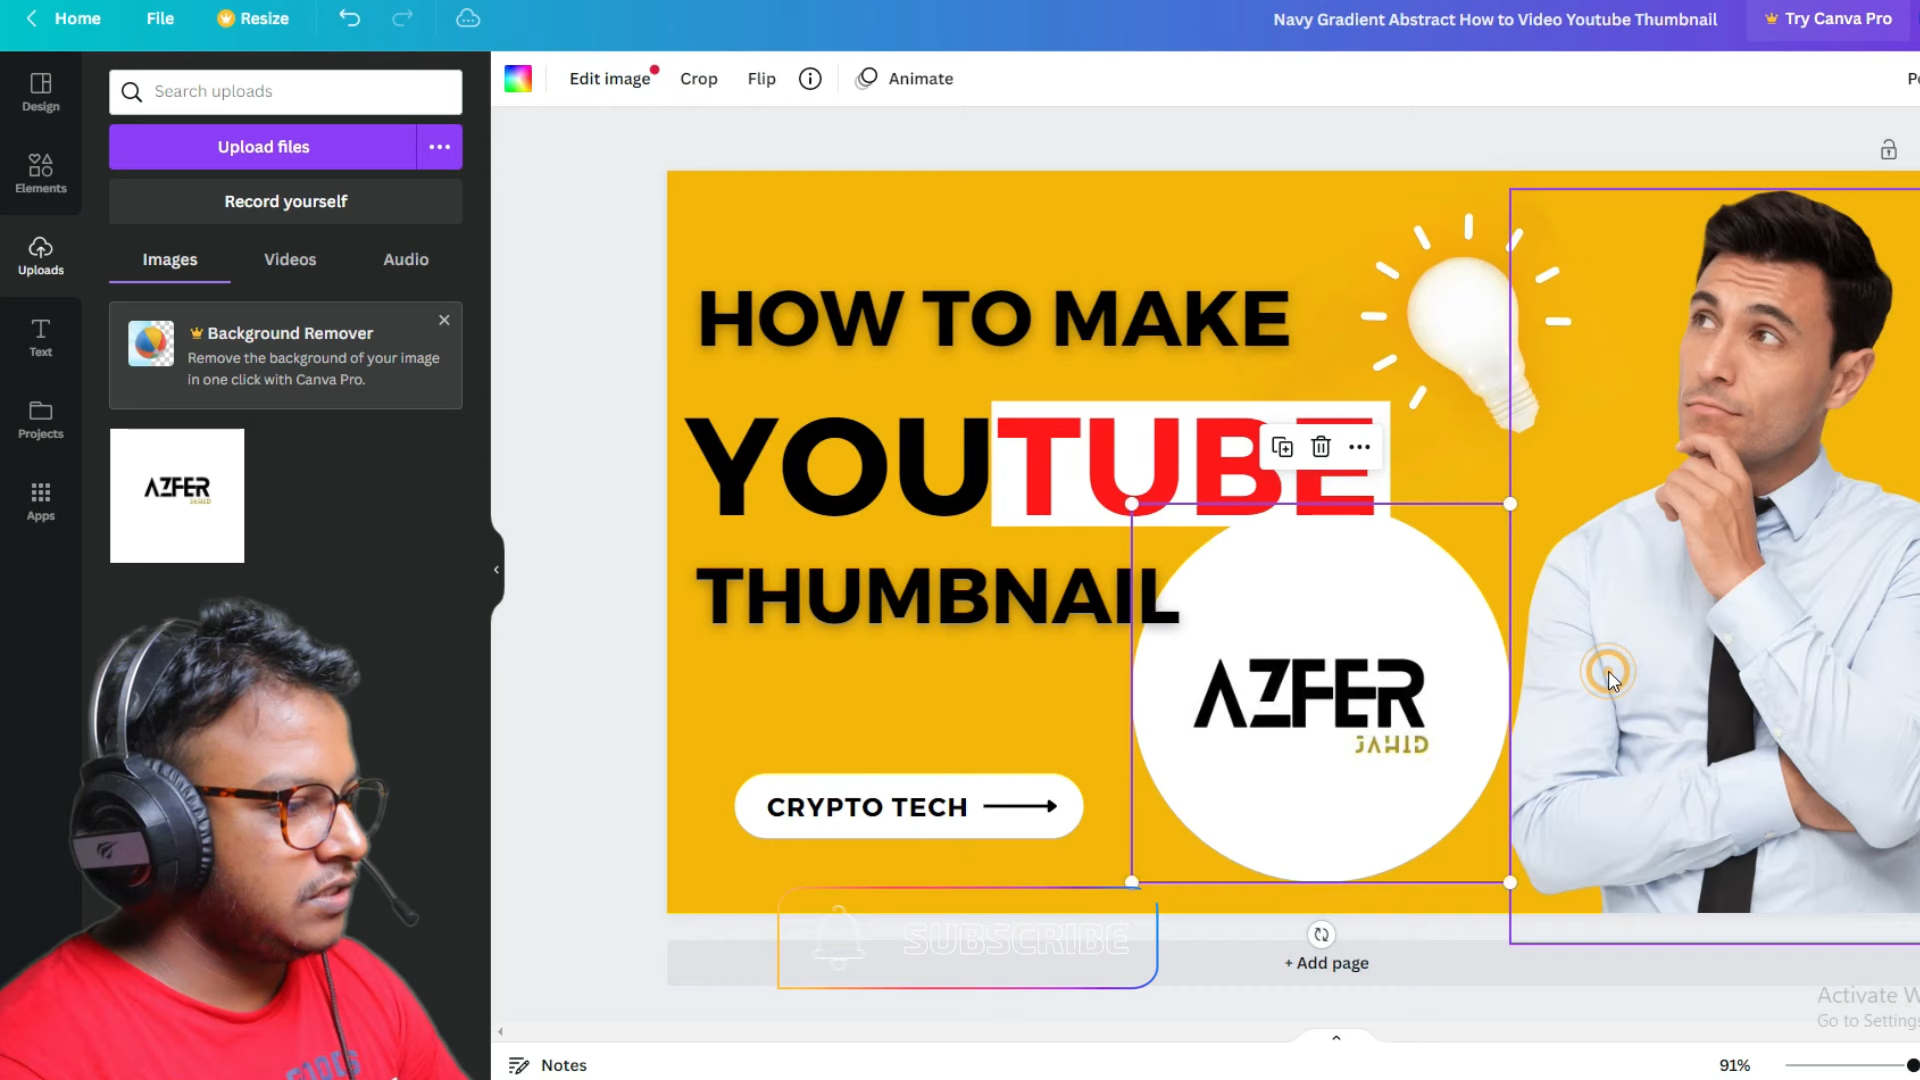 Home File Resize Navy Gradient Abstract How to Video Youtube Thumbnail Try Canva Pro
Search uploads
Edit image Crop Flip Animate
Design
Upload files
Elements
Record yourself
Uploads
Images Videos Audio
Background Remover
Remove the background of your image
in one click with Canva Pro.
Text
Projects
Apps
AZFER
JAHID
HOW TO MAKE
YOUTUBE
THUMBNAIL
AZFER
JAHID
CRYPTO TECH
SUBSCRIBE
+ Add page
Activate W
Go to Settings
Notes
91%